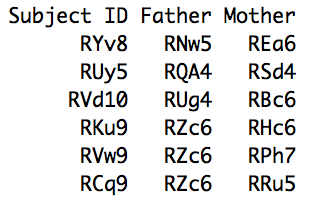 Subject ID Father Mother
RYv8 RNw5 REa6
RUy5 RQA4 RSd4
RVd10 RUg4 RBc6
RKu9 RZc6 RHc6
RVw9 RZc6 RPh7
RCq9 RZc6 RRu5